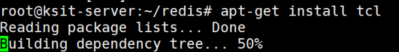 root@ksit-server:~/redis# apt-get install tcl
Reading package lists... Done
Building dependency tree... 50%